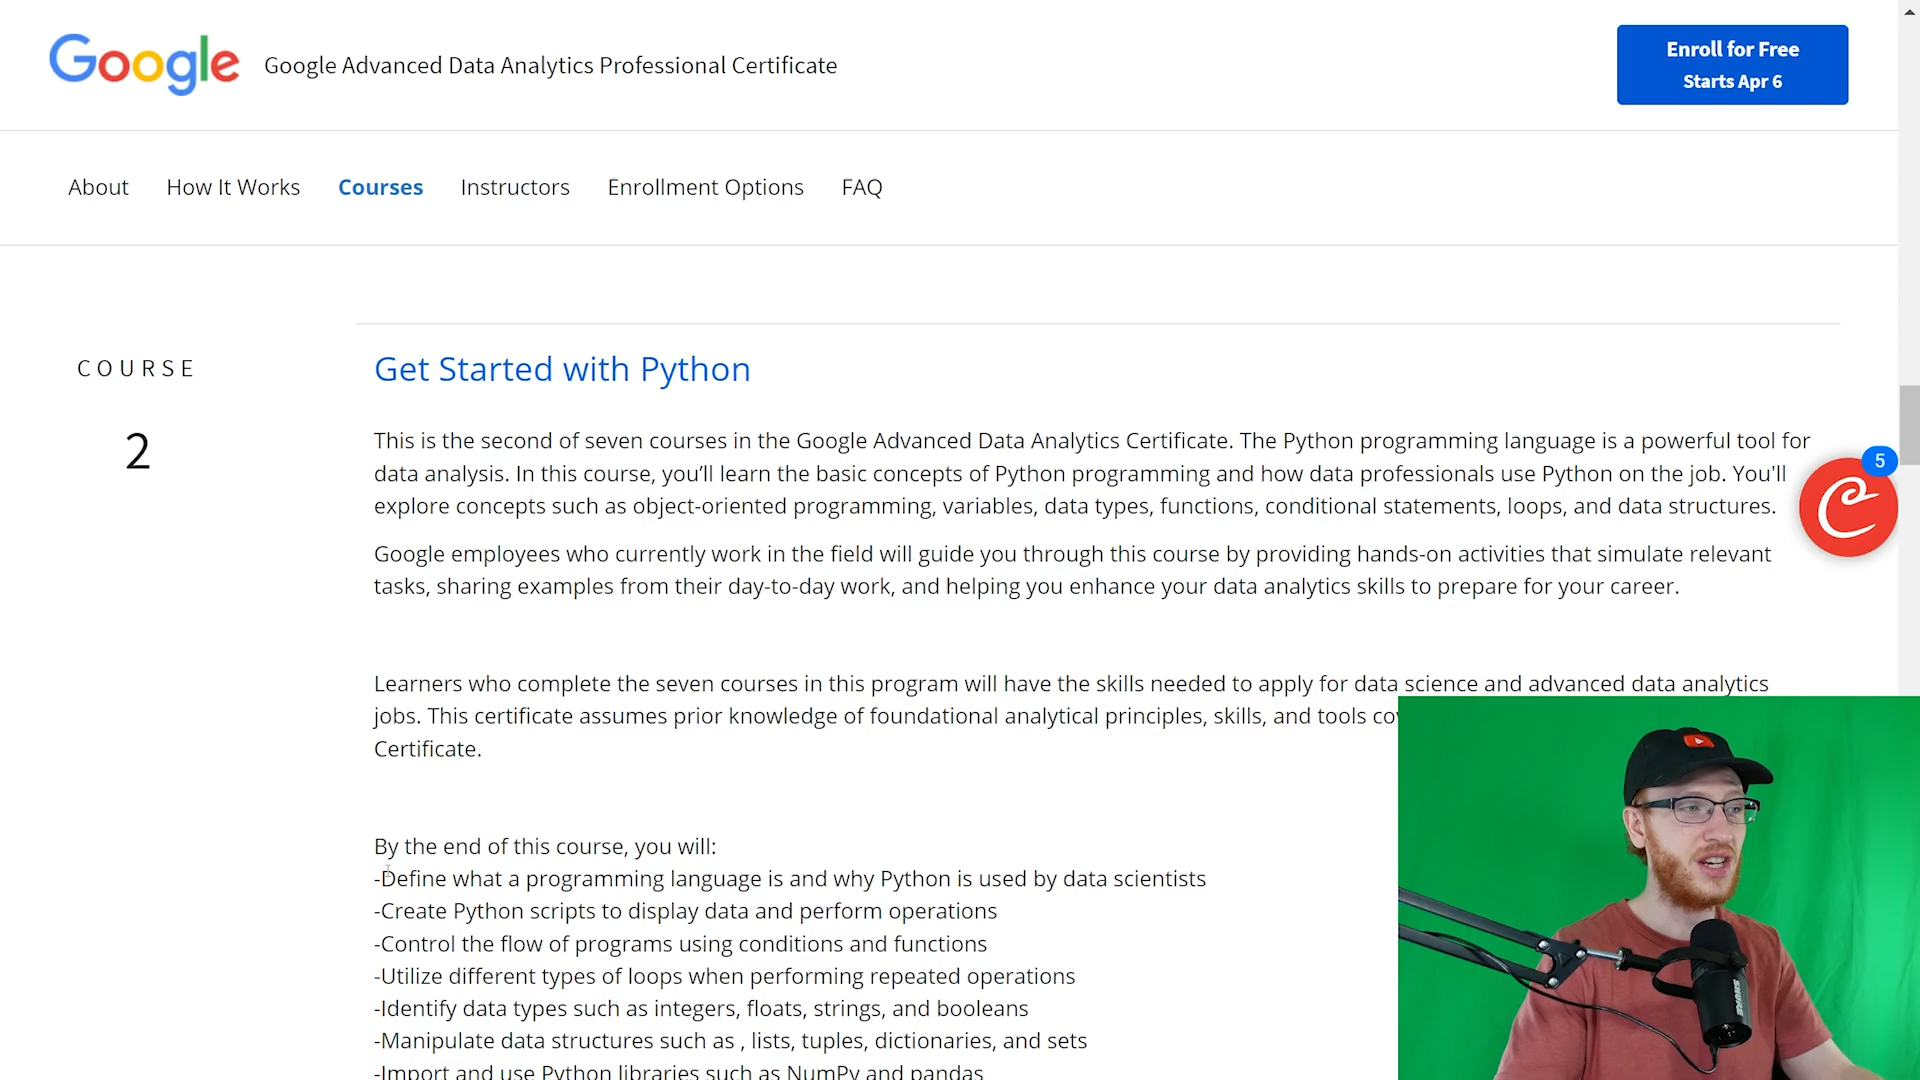 Google
Google Advanced Data Analytics Professional Certificate
Enroll for Free
Starts Apr 6
About
How It Works
Courses
Instructors
Enrollment Options
FAQ
COURSE
2
Get Started with Python
This is the second of seven courses in the Google Advanced Data Analytics Certificate. The Python programming language is a powerful tool for
data analysis. In this course, you’ll learn the basic concepts of Python programming and how data professionals use Python on the job. You'll
explore concepts such as object-oriented programming, variables, data types, functions, conditional statements, loops, and data structures.
5
Google employees who currently work in the field will guide you through this course by providing hands-on activities that simulate relevant
tasks, sharing examples from their day-to-day work, and helping you enhance your data analytics skills to prepare for your career.
Learners who complete the seven courses in this program will have the skills needed to apply for data science and advanced data analytics
jobs. This certificate assumes prior knowledge of foundational analytical principles, skills, and tools
Certificate.
By the end of this course, you will:
-Define what a programming language is and why Python is used by data scientists
-Create Python scripts to display data and perform operations
-Control the flow of programs using conditions and functions
-Utilize different types of loops when performing repeated operations
-Identify data types such as integers, floats, strings, and booleans
-Manipulate data structures such as , lists, tuples, dictionaries, and sets
-Import and use Python libraries such as NumPy and pandas
SHURE